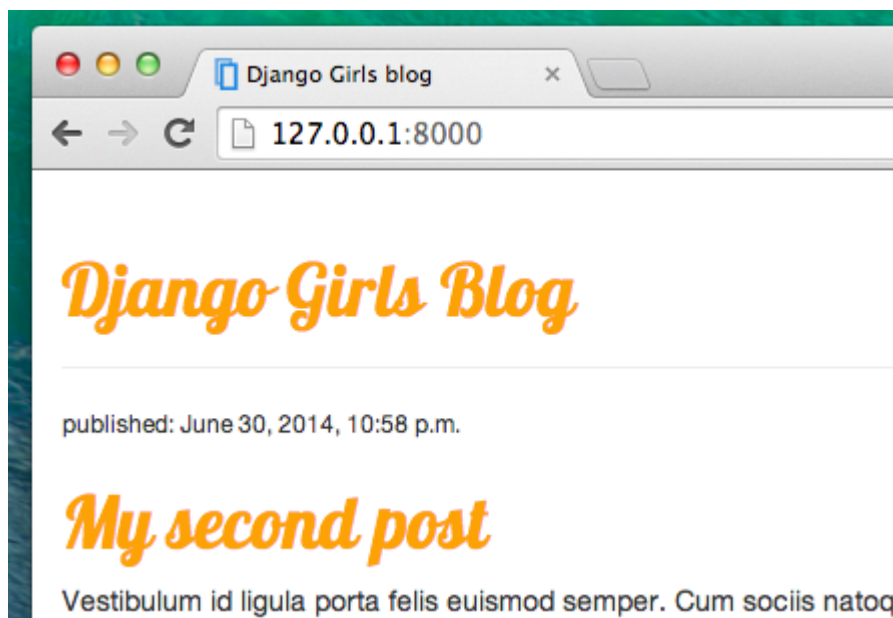 Django Girls blog
127.0.0.1:8000
Django Girls Blog
published: June 30, 2014, 10:58 p.m.
My second post
Vestibulum id ligula porta felis euismod semper. Cum sociis natoq